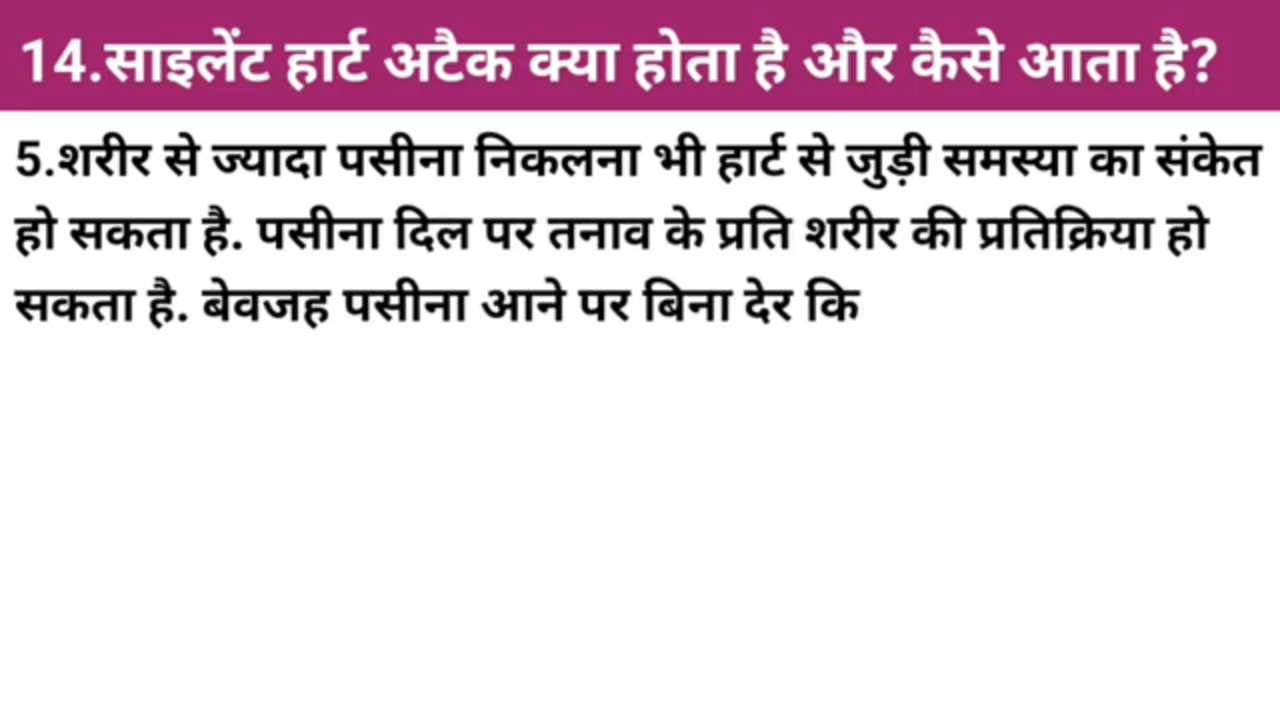 14.साइलेंट हार्ट अटैक क्या होता है और कैसे आता है?
5.शरीर से ज्यादा पसीना निकलना भी हार्ट से जुड़ी समस्या का संकेत
हो सकता है. पसीना दिल पर तनाव के प्रति शरीर की प्रतिक्रिया हो
सकता है. बेवजह पसीना आने पर बिना देर कि